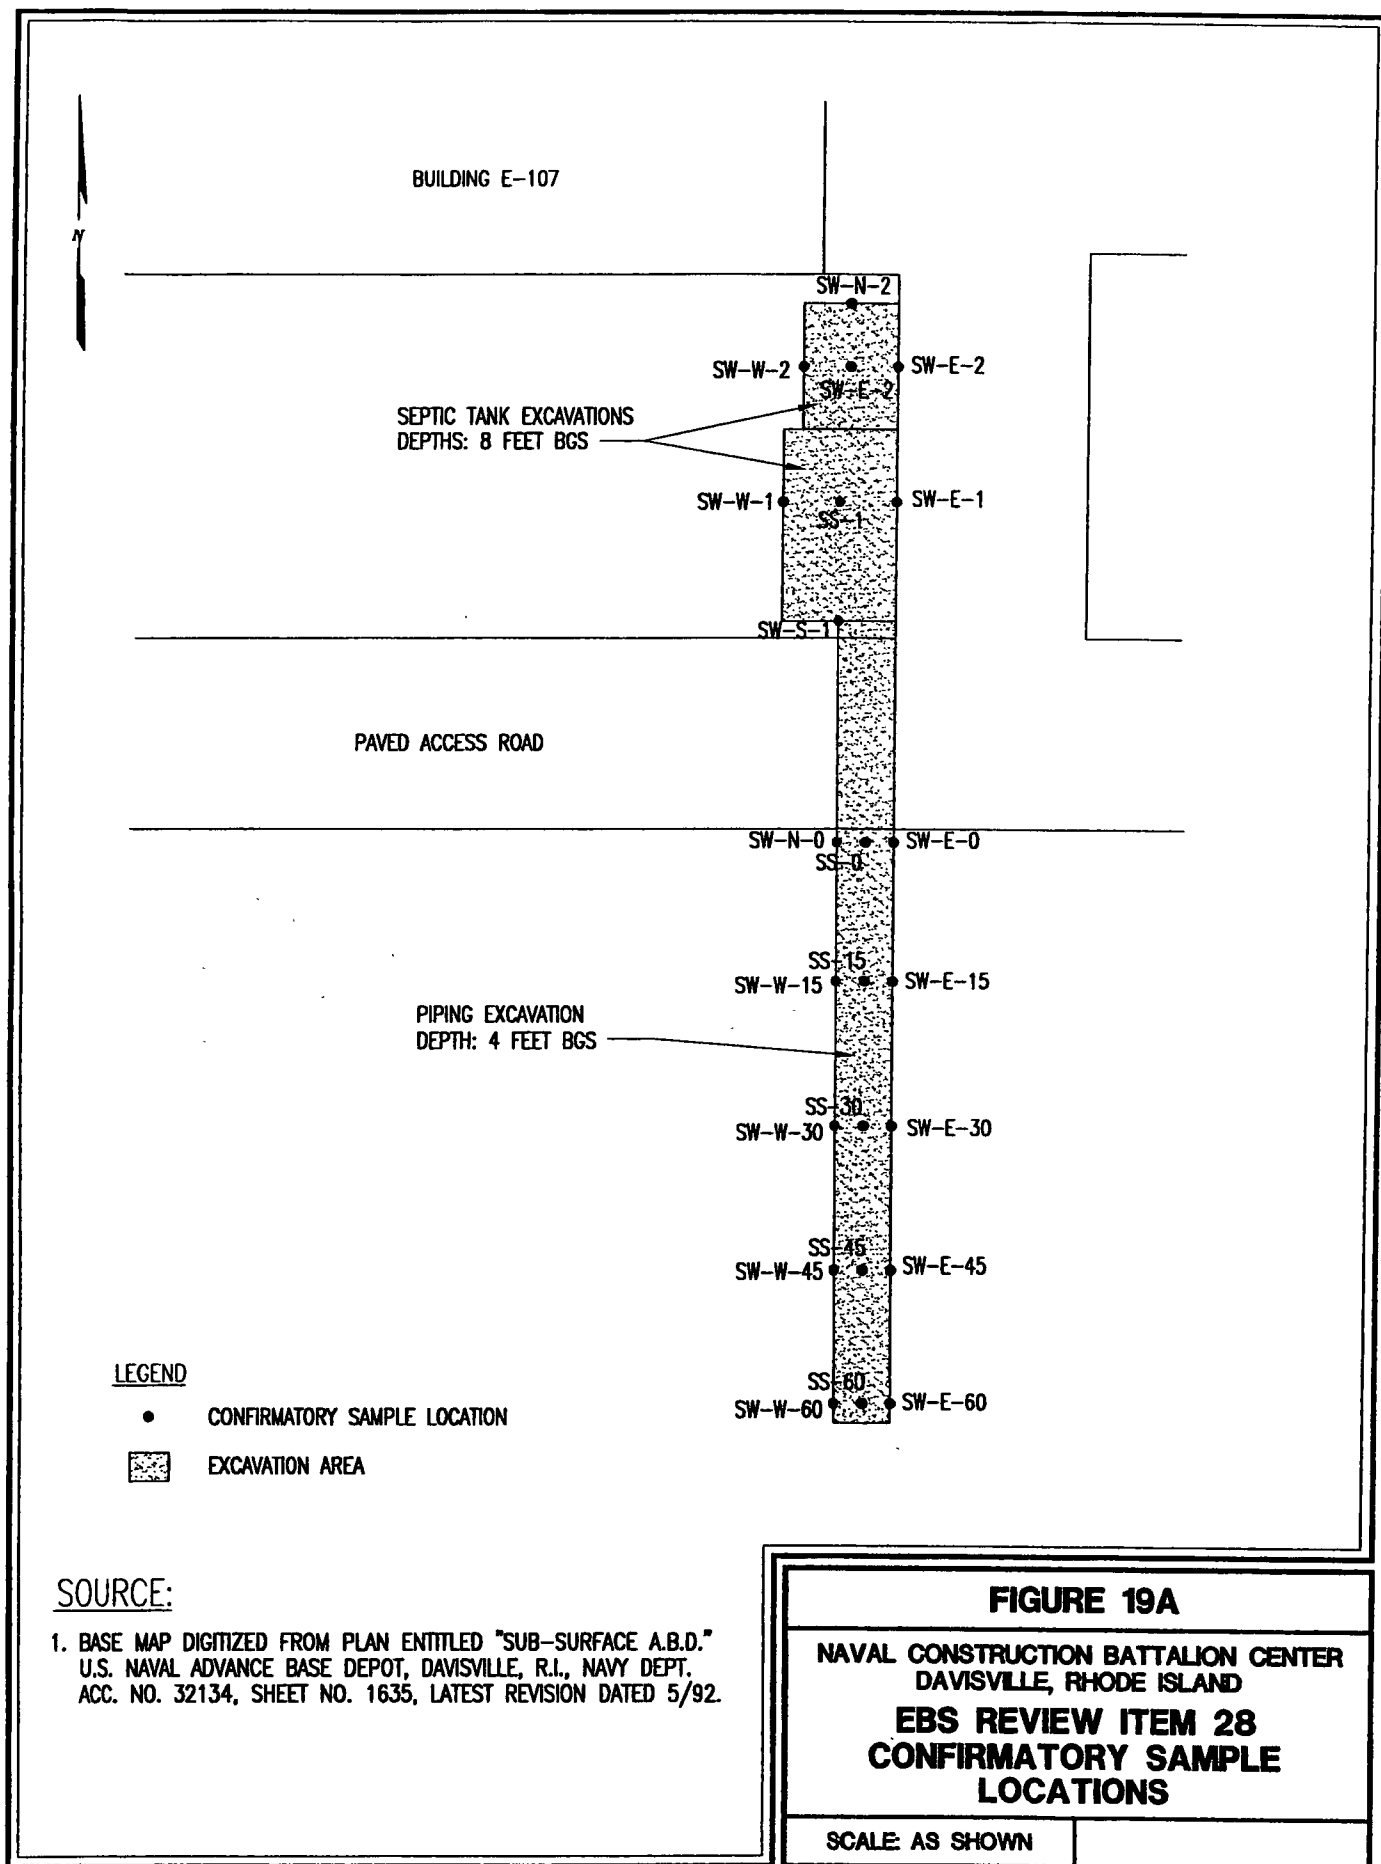 BUILDING E-107
N
SW-N-2
SW-W-2
SW-E-2
SW-E-2
SEPTIC TANK EXCAVATIONS
DEPTHS: 8 FEET BGS
SW-W-1
SW-E-1
SS-1
SW-S-1
PAVED ACCESS ROAD
SW-N-0
SW-E-0
SS-0
SS-15
SW-W-15
SW-E-15
PIPING EXCAVATION
DEPTH: 4 FEET BGS
SS-30
SW-W-30
SW-E-30
SS-45
SW-W-45
SW-E-45
SS-60
SW-W-60
SW-E-60
LEGEND
CONFIRMATORY SAMPLE LOCATION
EXCAVATION AREA
SOURCE:
1. BASE MAP DIGITIZED FROM PLAN ENTITLED "SUB-SURFACE A.B.D."
U.S. NAVAL ADVANCE BASE DEPOT, DAVISVILLE, R.I., NAVY DEPT.
ACC. NO. 32134, SHEET NO. 1635, LATEST REVISION DATED 5/92.
FIGURE 19A
NAVAL CONSTRUCTION BATTALION CENTER
DAVISVILLE, RHODE ISLAND
EBS REVIEW ITEM 28
CONFIRMATORY SAMPLE
LOCATIONS
SCALE: AS SHOWN